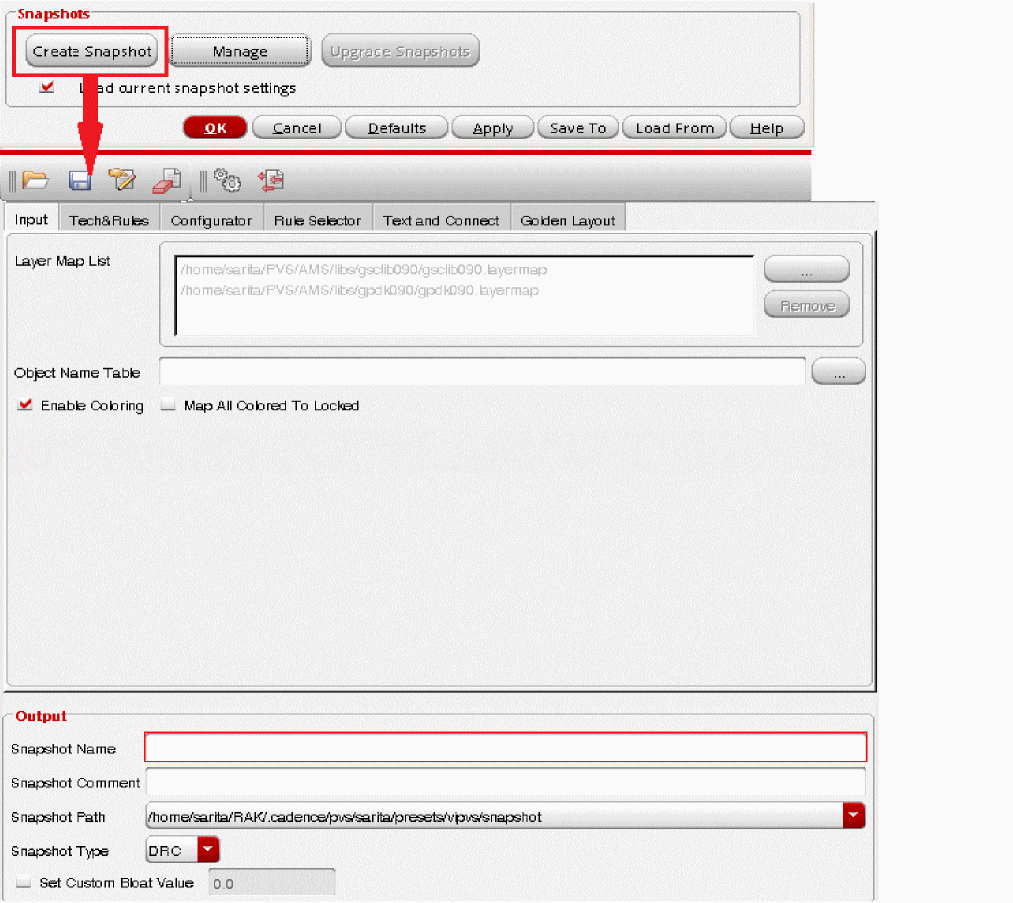 Snapshots
Create Snapshot Manage Upgrade Snapshots
Load current snapshot settings
OK Cancel Defaults Apply Save To Load From Help
Input Tech&Rules Configurator Rule Selector Text and Connect Golden Layout
Layer Map List
/home/sarita/PVS/AMS/libs/gsclib090/gsclib090.layermap
/home/sarita/PVS/AMS/libs/gpdk090/gpdk090.layermap
...
Remove
Object Name Table ...
Enable Coloring Map All Colored To Locked
Output
Snapshot Name
Snapshot Comment
Snapshot Path /home/sarita/RAK/.cadence/pvs/sarita/presets/vipvs/snapshot
Snapshot Type DRC
Set Custom Bloat Value 0.0